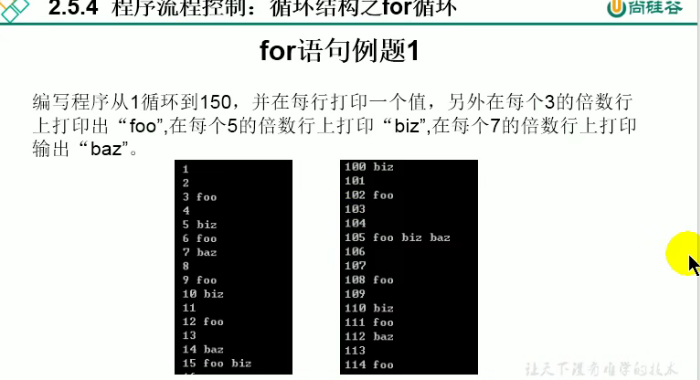 2.5.4 程序流程控制：循环结构之for循环
尚硅谷
for语句例题1
编写程序从1循环到150，并在每行打印一个值，另外在每个3的倍数行
上打印出“foo”,在每个5的倍数行上打印“biz”,在每个7的倍数行上打印
输出“baz”。
1
2
3 foo
4
5 biz
6 foo
7 baz
8
9 foo
10 biz
11
12 foo
13
14 baz
15 foo biz
100 biz
101
102 foo
103
104
105 foo biz baz
106
107
108 foo
109
110 biz
111 foo
112 baz
113
114 foo
让天下没有难学的技术